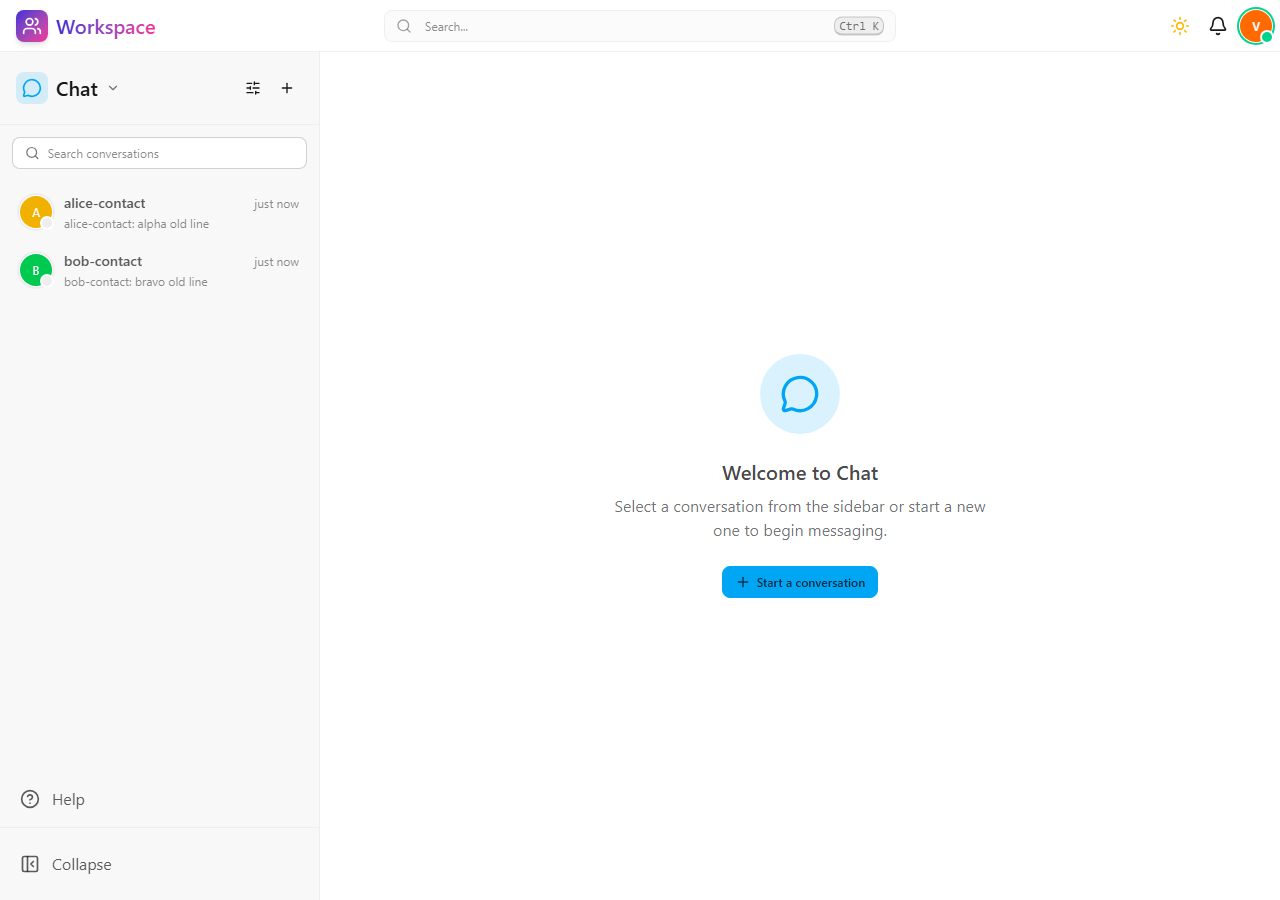 Workspace
Search...
Ctrl K
V
Chat
Search conversations
A
alice-contact
just now
alice-contact: alpha old line
B
bob-contact
just now
bob-contact: bravo old line
Welcome to Chat
Select a conversation from the sidebar or start a new
one to begin messaging.
Start a conversation
Help
Collapse